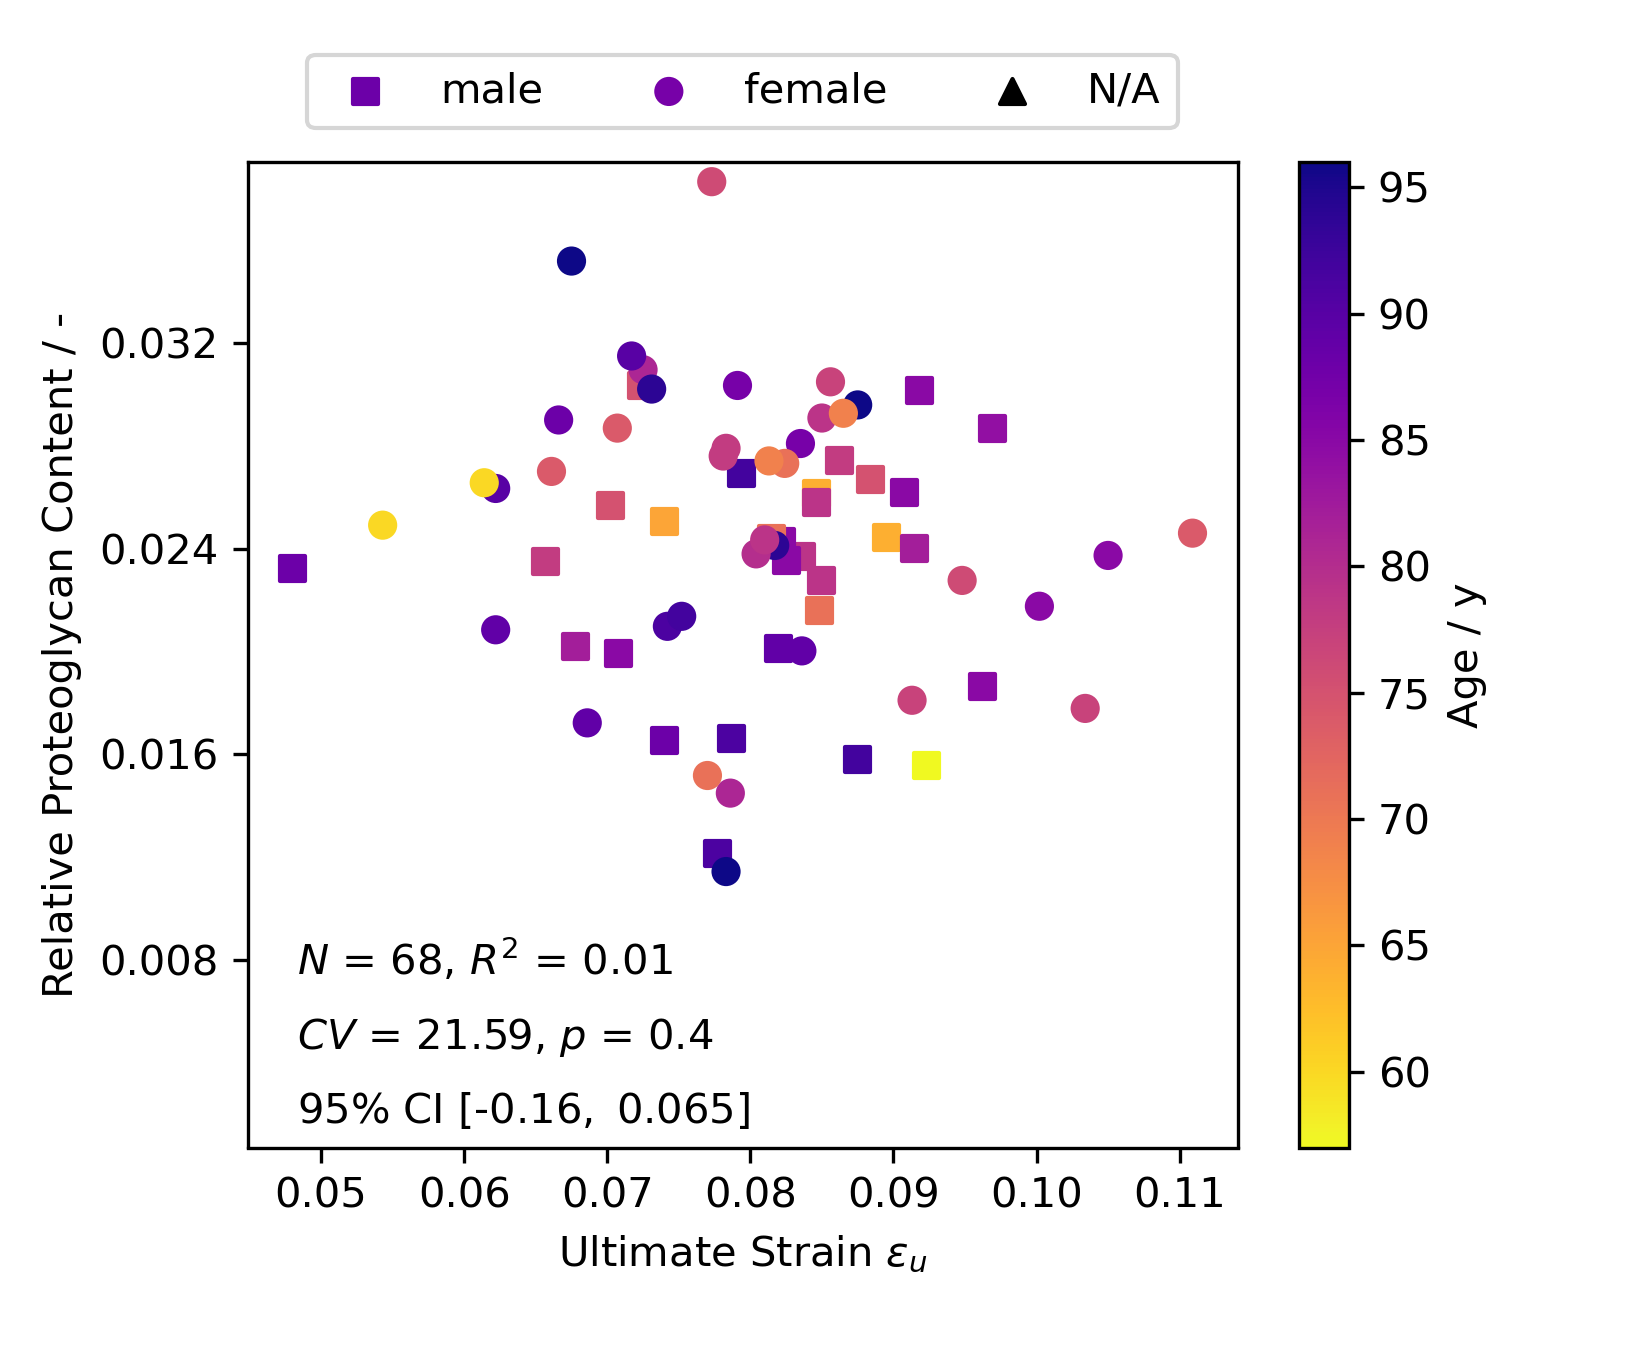 male female N/A
Relative Proteoglycan Content / -
0.032
0.024
0.016
0.008
N = 68, R² = 0.01
CV = 21.59, p = 0.4
95% CI [-0.16, 0.065]
0.05 0.06 0.07 0.08 0.09 0.10 0.11
Ultimate Strain εᵤ
95
90
85
80
75
70
65
60
Age / y